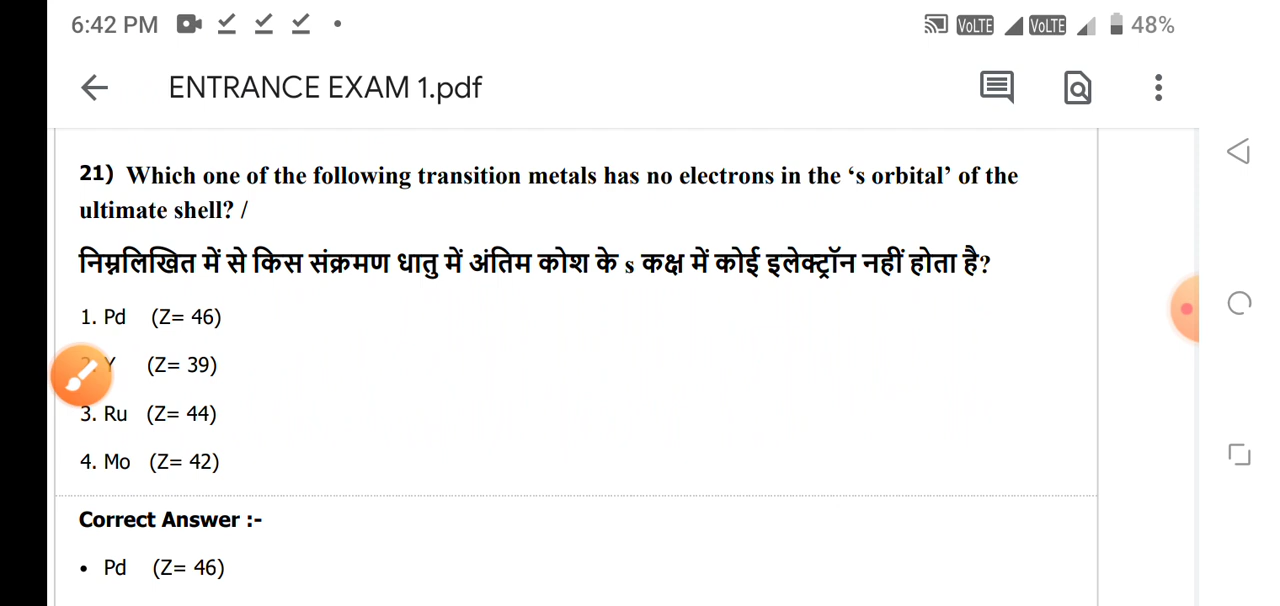 6:42 PM VoLTE VoLTE 48%
ENTRANCE EXAM 1.pdf
21) Which one of the following transition metals has no electrons in the ‘s orbital’ of the
ultimate shell? /
निम्नलिखित में से किस संक्रमण धातु में अंतिम कोश के s कक्ष में कोई इलेक्ट्रॉन नहीं होता है?
1. Pd (Z= 46)
2. Y (Z= 39)
3. Ru (Z= 44)
4. Mo (Z= 42)
Correct Answer :-
• Pd (Z= 46)